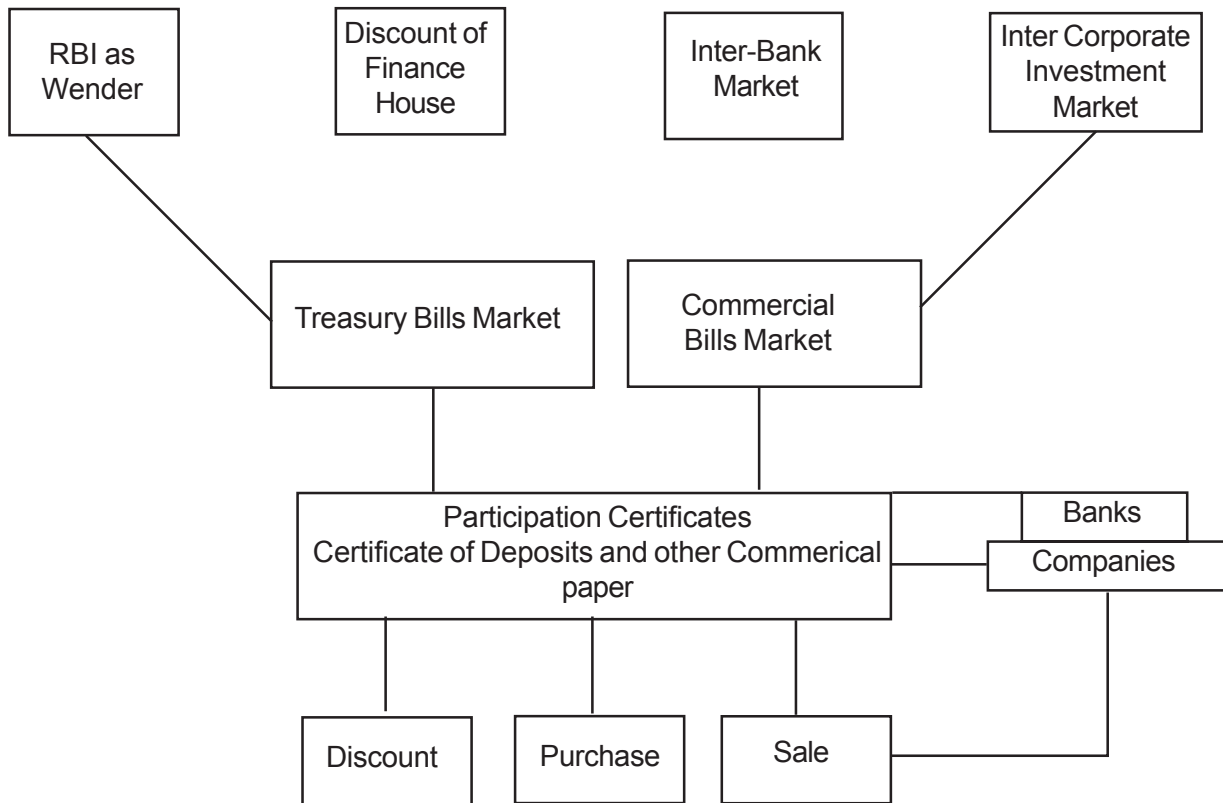 RBI as
Wender
Discount of
Finance
House
Inter-Bank
Market
Inter Corporate
Investment
Market
Treasury Bills Market
Commercial
Bills Market
Participation Certificates
Certificate of Deposits and other Commerical
paper
Banks
Companies
Discount
Purchase
Sale